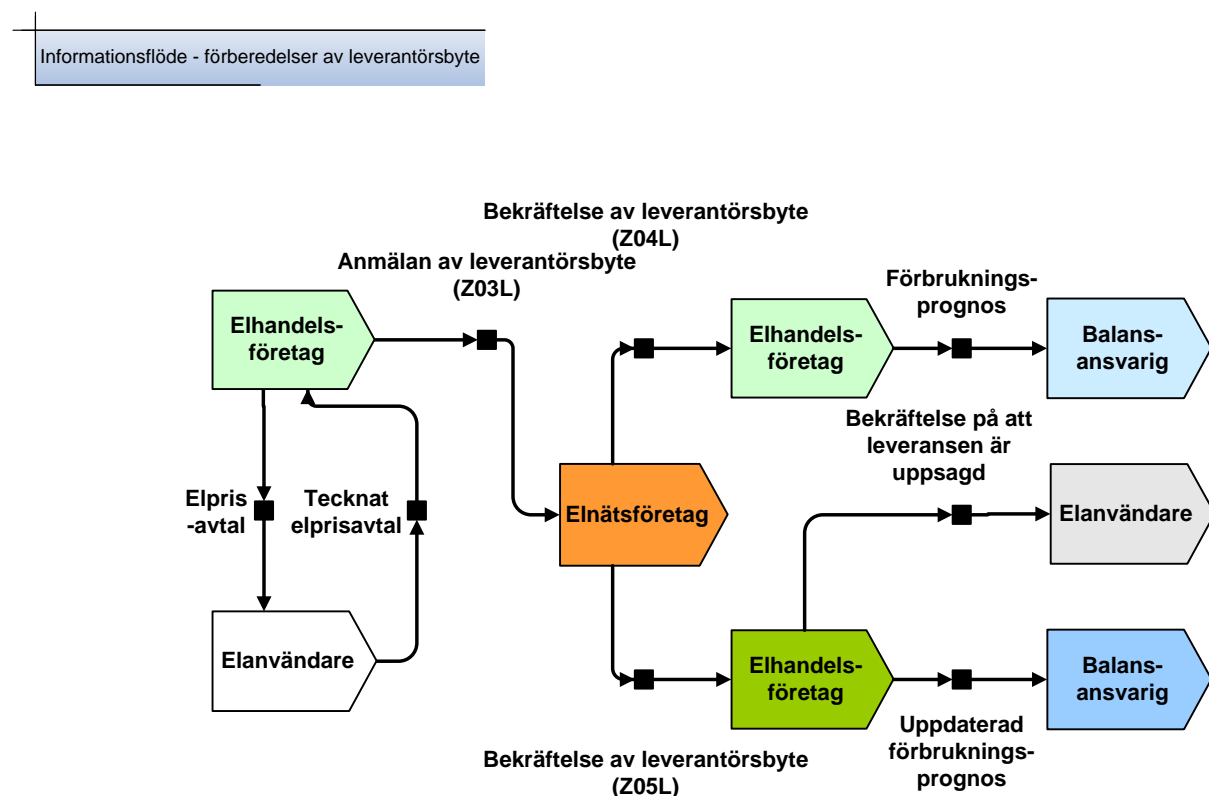 Informationsflöde - förberedelser av leverantörsbyte
Bekräftelse av leverantörsbyte
(Z04L)
Anmälan av leverantörsbyte
(Z03L)
Förbruknings-
prognos
Elhandels-
företag
Elhandels-
företag
Balans-
ansvarig
Bekräftelse på att
leveransen är
uppsagd
Elpris
-avtal
Tecknat
elprisavtal
Elnätsföretag
Elanvändare
Elanvändare
Elhandels-
företag
Balans-
ansvarig
Uppdaterad
förbruknings-
prognos
Bekräftelse av leverantörsbyte
(Z05L)